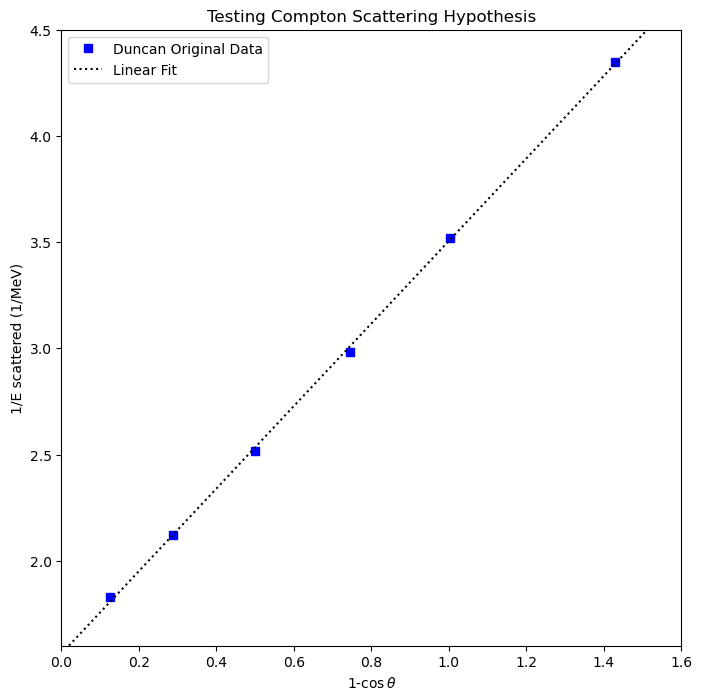 Testing Compton Scattering Hypothesis
Duncan Original Data
Linear Fit
4.5
4.0
3.5
3.0
2.5
2.0
1/E scattered (1/MeV)
0.0 0.2 0.4 0.6 0.8 1.0 1.2 1.4 1.6
1-cos θ